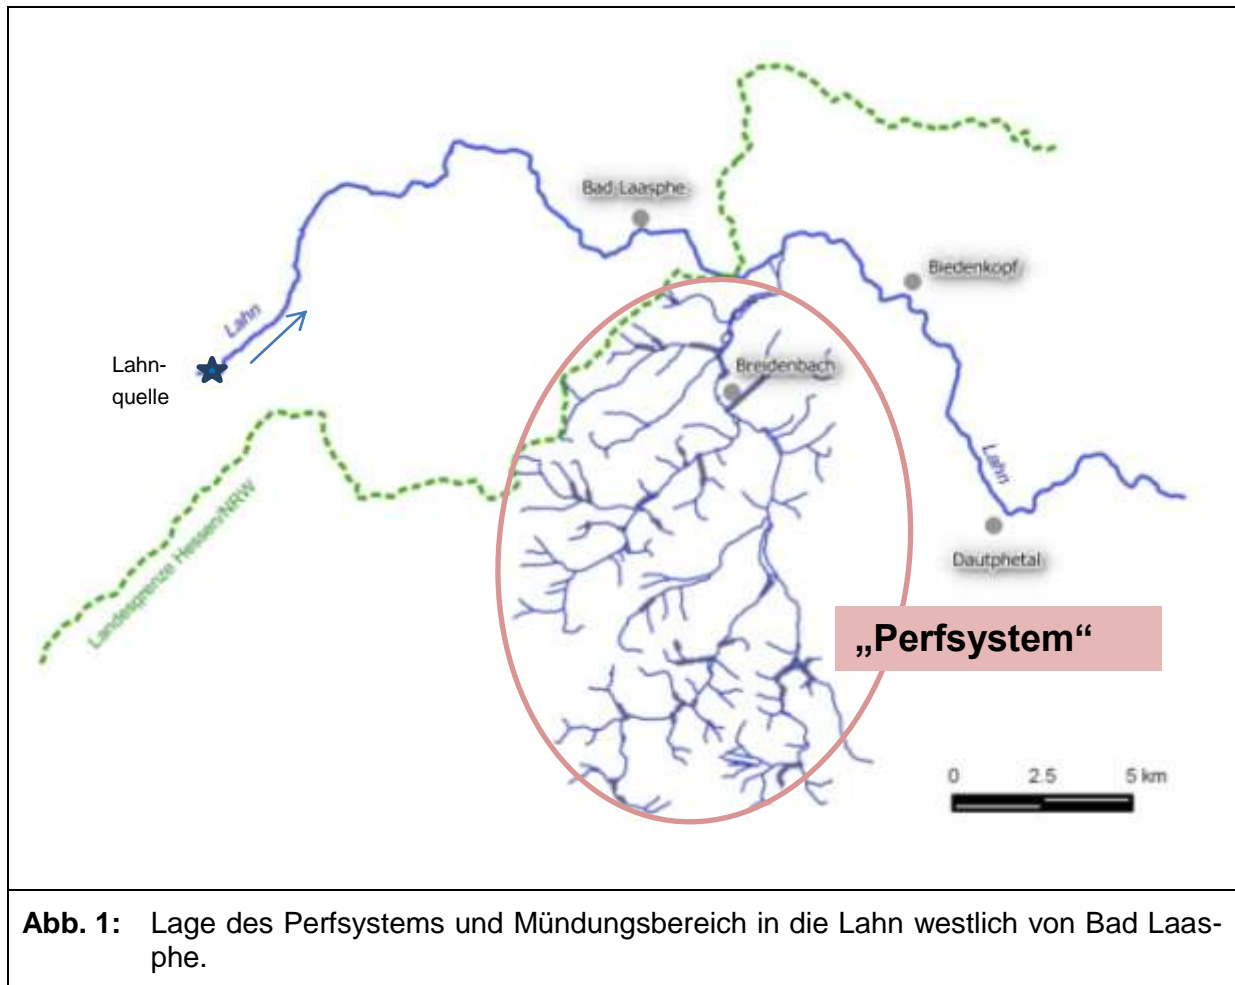 Bad Laasphe
Biedenkopf
Lahn
Lahn-
quelle
Breidenbach
Lahn
Landesgrenze Hessen/NRW
Dautphetal
„Perfsystem“
0 2.5 5 km
Abb. 1: Lage des Perfsystems und Mündungsbereich in die Lahn westlich von Bad Laas-
phe.